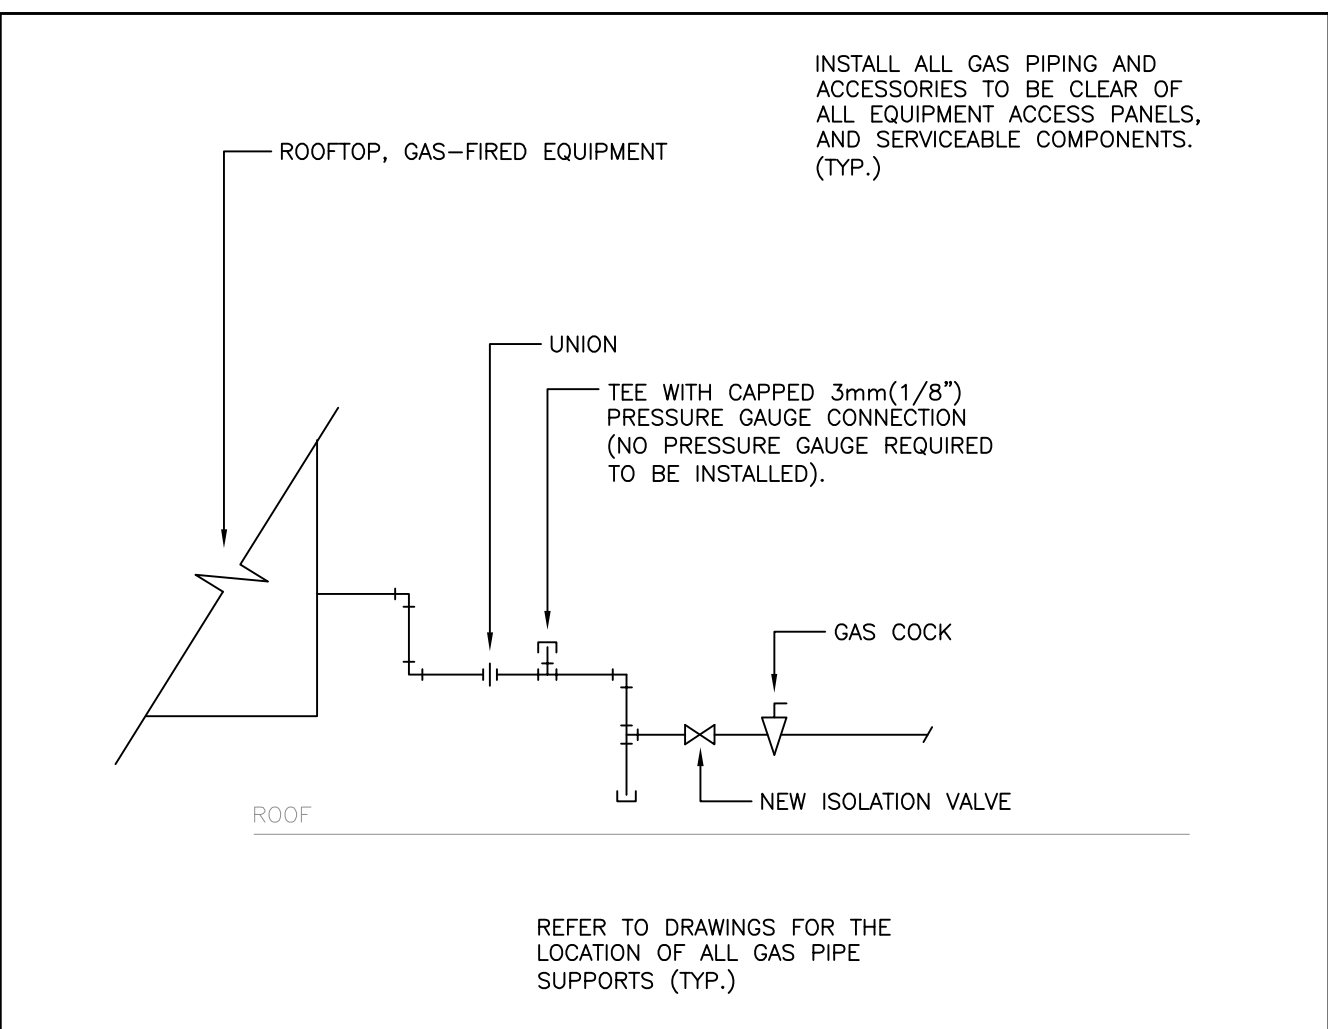 INSTALL ALL GAS PIPING AND
ACCESSORIES TO BE CLEAR OF
ALL EQUIPMENT ACCESS PANELS,
AND SERVICEABLE COMPONENTS.
(TYP.)
ROOFTOP, GAS-FIRED EQUIPMENT
UNION
TEE WITH CAPPED 3mm(1/8")
PRESSURE GAUGE CONNECTION
(NO PRESSURE GAUGE REQUIRED
TO BE INSTALLED).
GAS COCK
NEW ISOLATION VALVE
ROOF
REFER TO DRAWINGS FOR THE
LOCATION OF ALL GAS PIPE
SUPPORTS (TYP.)